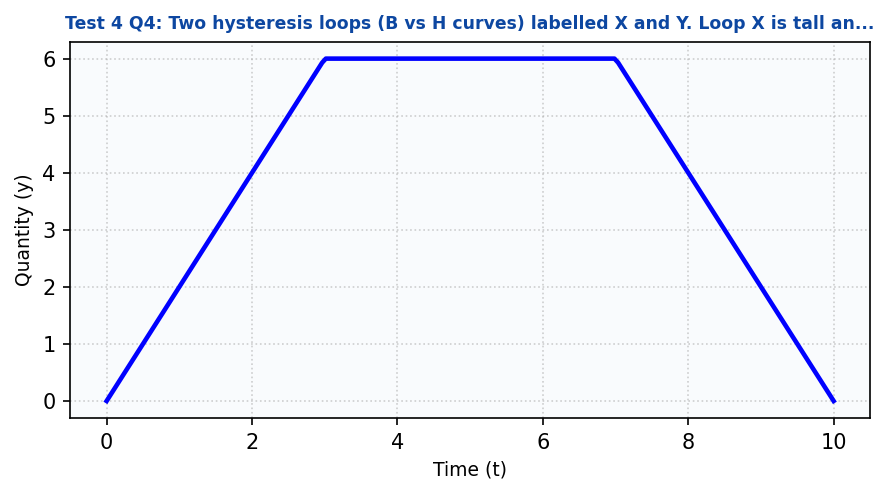 Test 4 Q4: Two hysteresis loops (B vs H curves) labelled X and Y. Loop X is tall an...
6
5
4
3
2
1
0
Quantity (y)
0 2 4 6 8 10
Time (t)